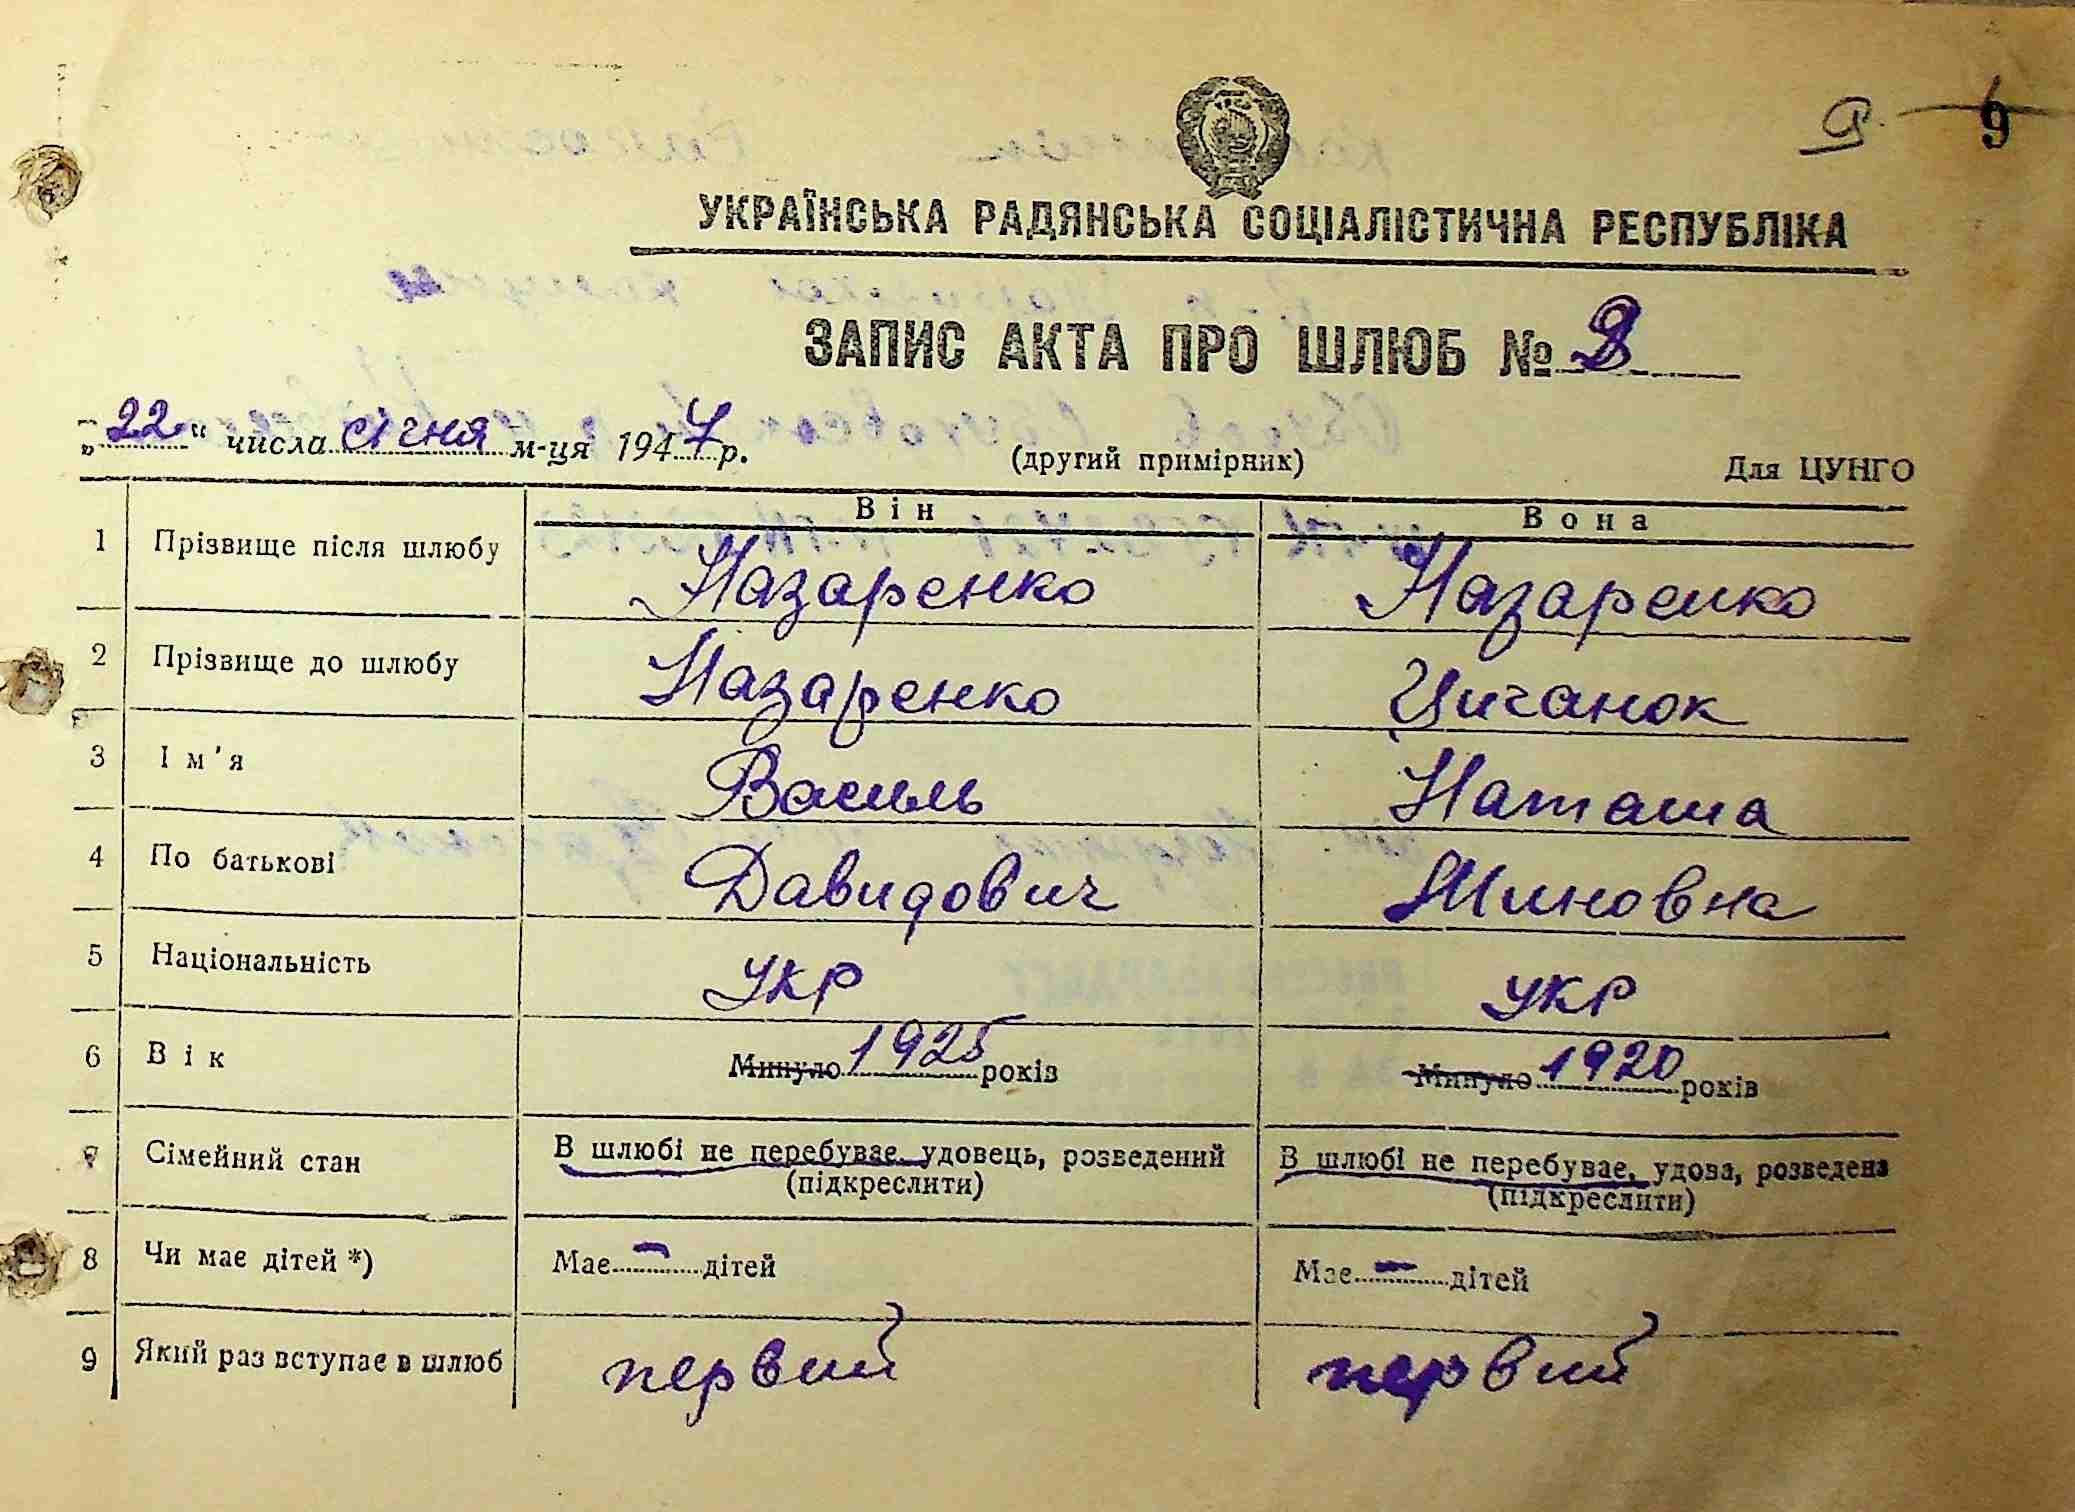 9
УКРАЇНСЬКА РАДЯНСЬКА СОЦІАЛІСТИЧНА РЕСПУБЛІКА
ЗАПИС АКТА ПРО ШЛЮБ №
„22“ числа січня м-ця 1947 р. (другий примірник) Для ЦУНГО
Він Вона
1 Прізвище після шлюбу Назаренко Назаренко
2 Прізвище до шлюбу Назаренко Циганок
3 Ім'я Василь Наташа
4 По батькові Давидович Миновна
5 Національність укр укр
6 Вік Минуло 1925 років Минуло 1920 років
7 Сімейний стан В шлюбі не перебуває, удовець, розведений В шлюбі не перебуває, удова, розведена
(підкреслити) (підкреслити)
8 Чи має дітей *) Має – дітей Має – дітей
9 Який раз вступає в шлюб первий первий